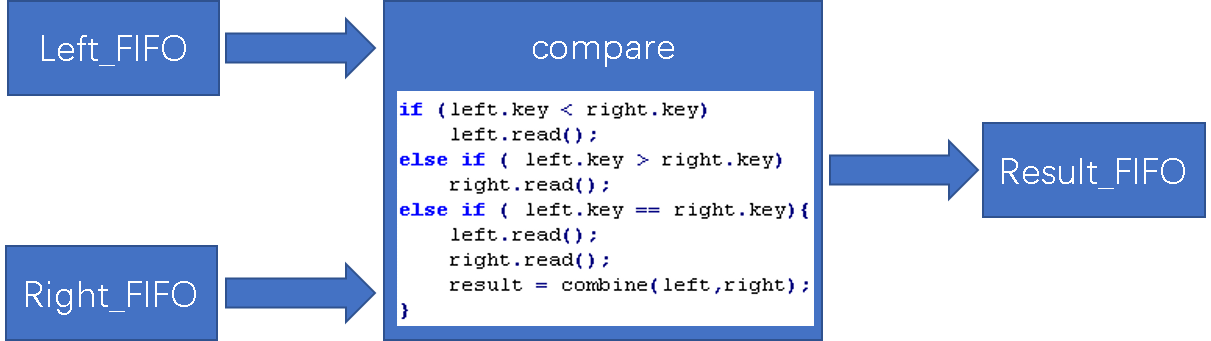 Left_FIFO
compare
if (left.key < right.key)
    left.read();
else if ( left.key > right.key)
    right.read();
else if ( left.key == right.key){
    left.read();
    right.read();
    result = combine(left,right);
}
Right_FIFO
Result_FIFO